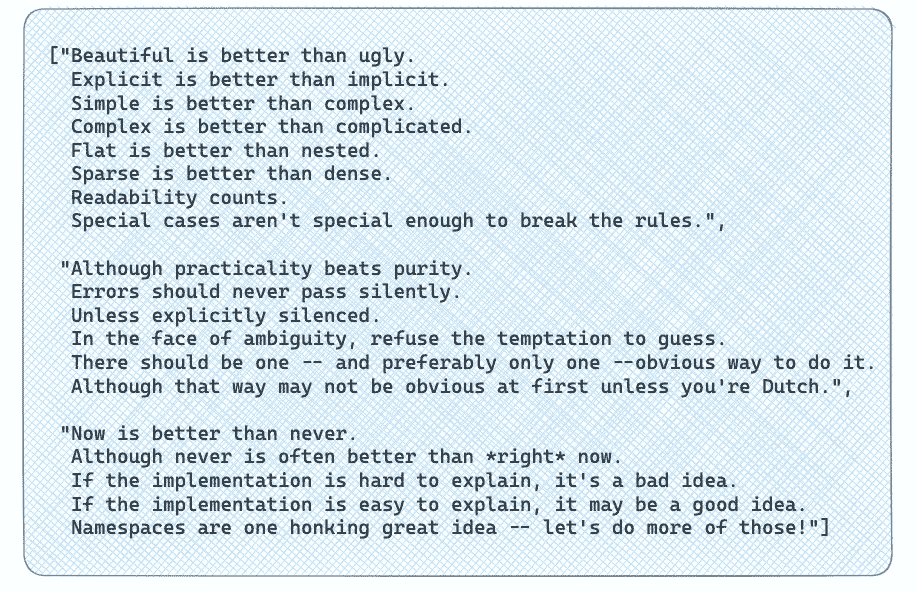 ["Beautiful is better than ugly.
Explicit is better than implicit.
Simple is better than complex.
Complex is better than complicated.
Flat is better than nested.
Sparse is better than dense.
Readability counts.
Special cases aren't special enough to break the rules.",
"Although practicality beats purity.
Errors should never pass silently.
Unless explicitly silenced.
In the face of ambiguity, refuse the temptation to guess.
There should be one -- and preferably only one --obvious way to do it.
Although that way may not be obvious at first unless you're Dutch.",
"Now is better than never.
Although never is often better than *right* now.
If the implementation is hard to explain, it's a bad idea.
If the implementation is easy to explain, it may be a good idea.
Namespaces are one honking great idea -- let's do more of those!"]